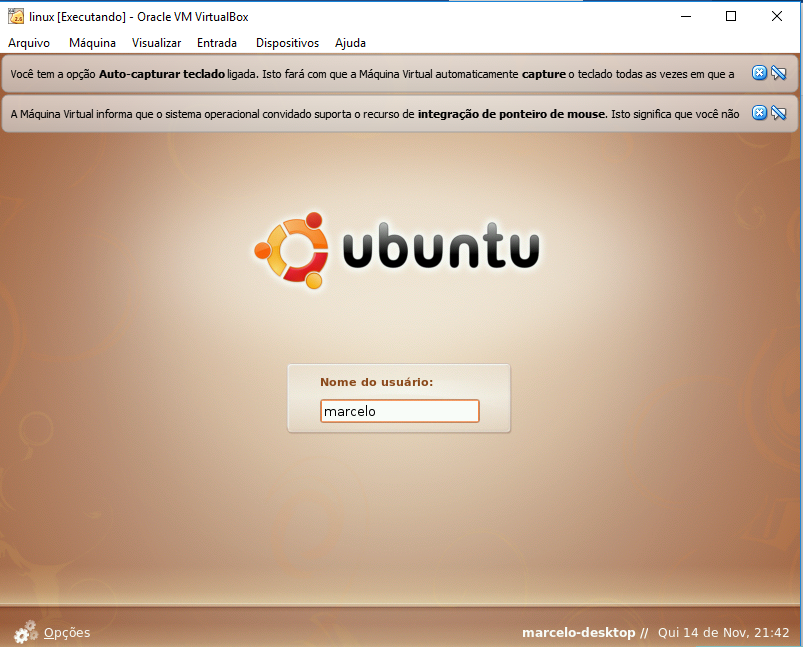 linux [Executando] - Oracle VM VirtualBox
Arquivo Máquina Visualizar Entrada Dispositivos Ajuda
Você tem a opção Auto-capturar teclado ligada. Isto fará com que a Máquina Virtual automaticamente capture o teclado todas as vezes em que a
A Máquina Virtual informa que o sistema operacional convidado suporta o recurso de integração de ponteiro de mouse. Isto significa que você não
ubuntu
Nome do usuário:
marcelo
Opções
marcelo-desktop // Qui 14 de Nov, 21:42